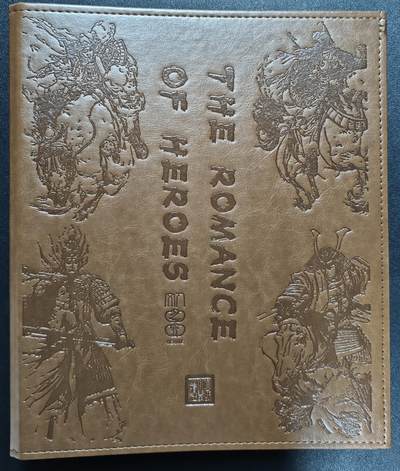 THE ROMANCE
OF HEROES